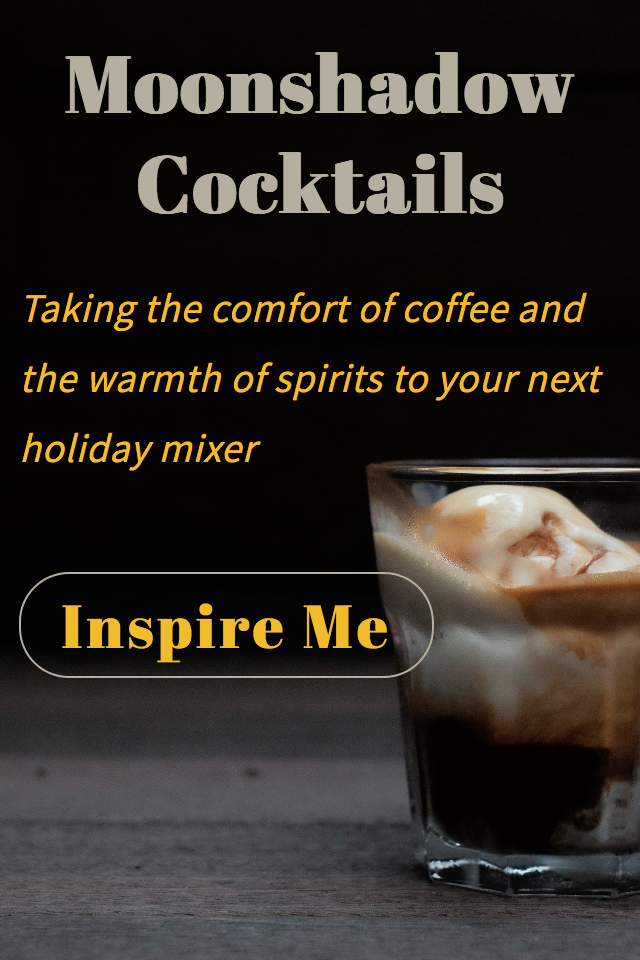 Moonshadow
Cocktails
Taking the comfort of coffee and
the warmth of spirits to your next
holiday mixer
Inspire Me